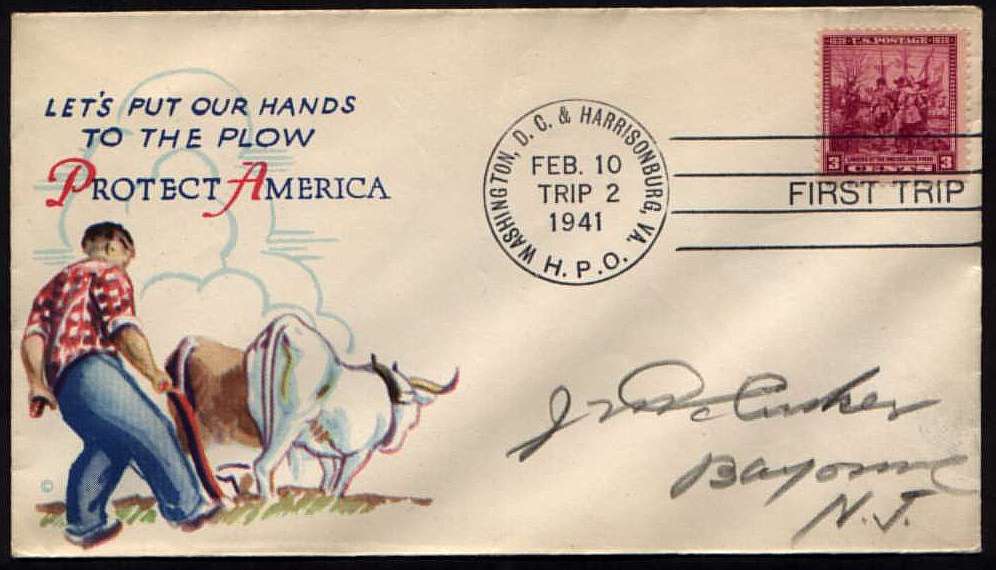 LET'S PUT OUR HANDS
TO THE PLOW
PROTECT AMERICA
©
WASHINGTON, D. C. & HARRISONBURG, VA.
FEB. 10
TRIP 2
1941
H. P. O.
U.S. POSTAGE
3 CENTS 3
FIRST TRIP
McCusker
Bayonne
N. J.